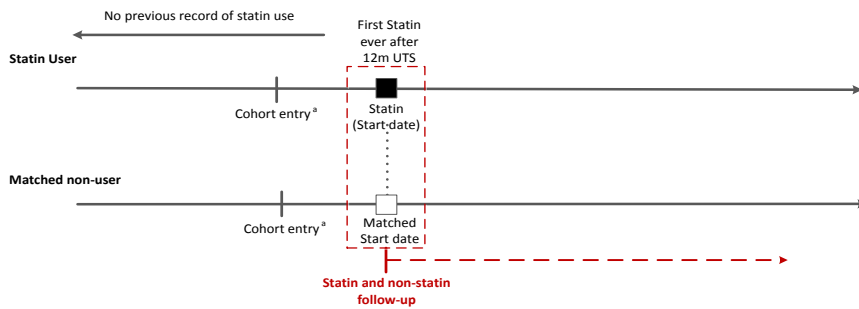 No previous record of statin use
First Statin
ever after
12m UTS
Statin User
Cohort entry a
Statin
(Start date)
Matched non-user
Cohort entry a
Matched
Start date
Statin and non-statin
follow-up